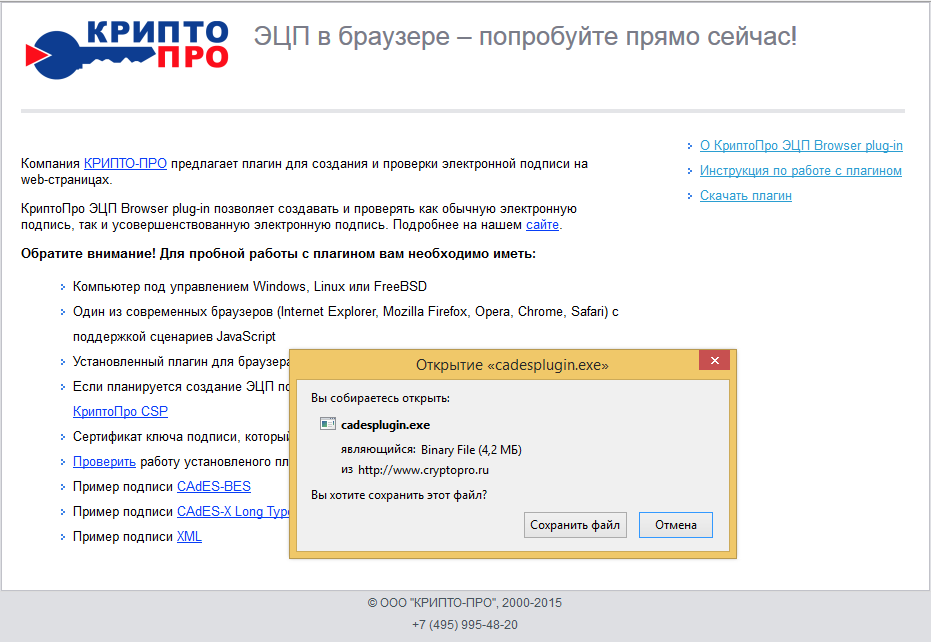 КРИПТО
ПРО
ЭЦП в браузере – попробуйте прямо сейчас!
О КриптоПро ЭЦП Browser plug-in
Инструкция по работе с плагином
Скачать плагин
Компания КРИПТО-ПРО предлагает плагин для создания и проверки электронной подписи на
web-страницах.
КриптоПро ЭЦП Browser plug-in позволяет создавать и проверять как обычную электронную
подпись, так и усовершенствованную электронную подпись. Подробнее на нашем сайте.
Обратите внимание! Для пробной работы с плагином вам необходимо иметь:
Компьютер под управлением Windows, Linux или FreeBSD
Один из современных браузеров (Internet Explorer, Mozilla Firefox, Opera, Chrome, Safari) с
поддержкой сценариев JavaScript
Установленный плагин для браузера
Если планируется создание ЭЦП по
КриптоПро CSP
Сертификат ключа подписи, который
Проверить работу установленого пл
Пример подписи CAdES-BES
Пример подписи CAdES-X Long Type
Пример подписи XML
Открытие «cadesplugin.exe»
Вы собираетесь открыть:
cadesplugin.exe
являющийся: Binary File (4,2 МБ)
из http://www.cryptopro.ru
Вы хотите сохранить этот файл?
Сохранить файл Отмена
© ООО "КРИПТО-ПРО", 2000-2015
+7 (495) 995-48-20